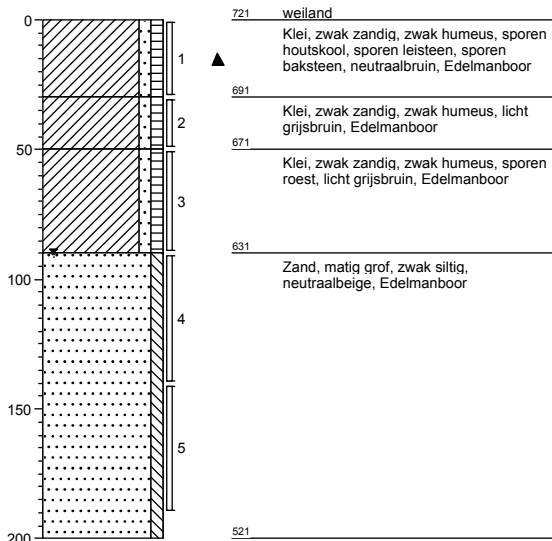 0
721 weiland
Klei, zwak zandig, zwak humeus, sporen
houtskool, sporen leisteen, sporen
baksteen, neutraalbruin, Edelmanboor
1
691
Klei, zwak zandig, zwak humeus, licht
grijsbruin, Edelmanboor
2
50
671
Klei, zwak zandig, zwak humeus, sporen
roest, licht grijsbruin, Edelmanboor
3
631
Zand, matig grof, zwak siltig,
neutraalbeige, Edelmanboor
100
4
150
5
200
521